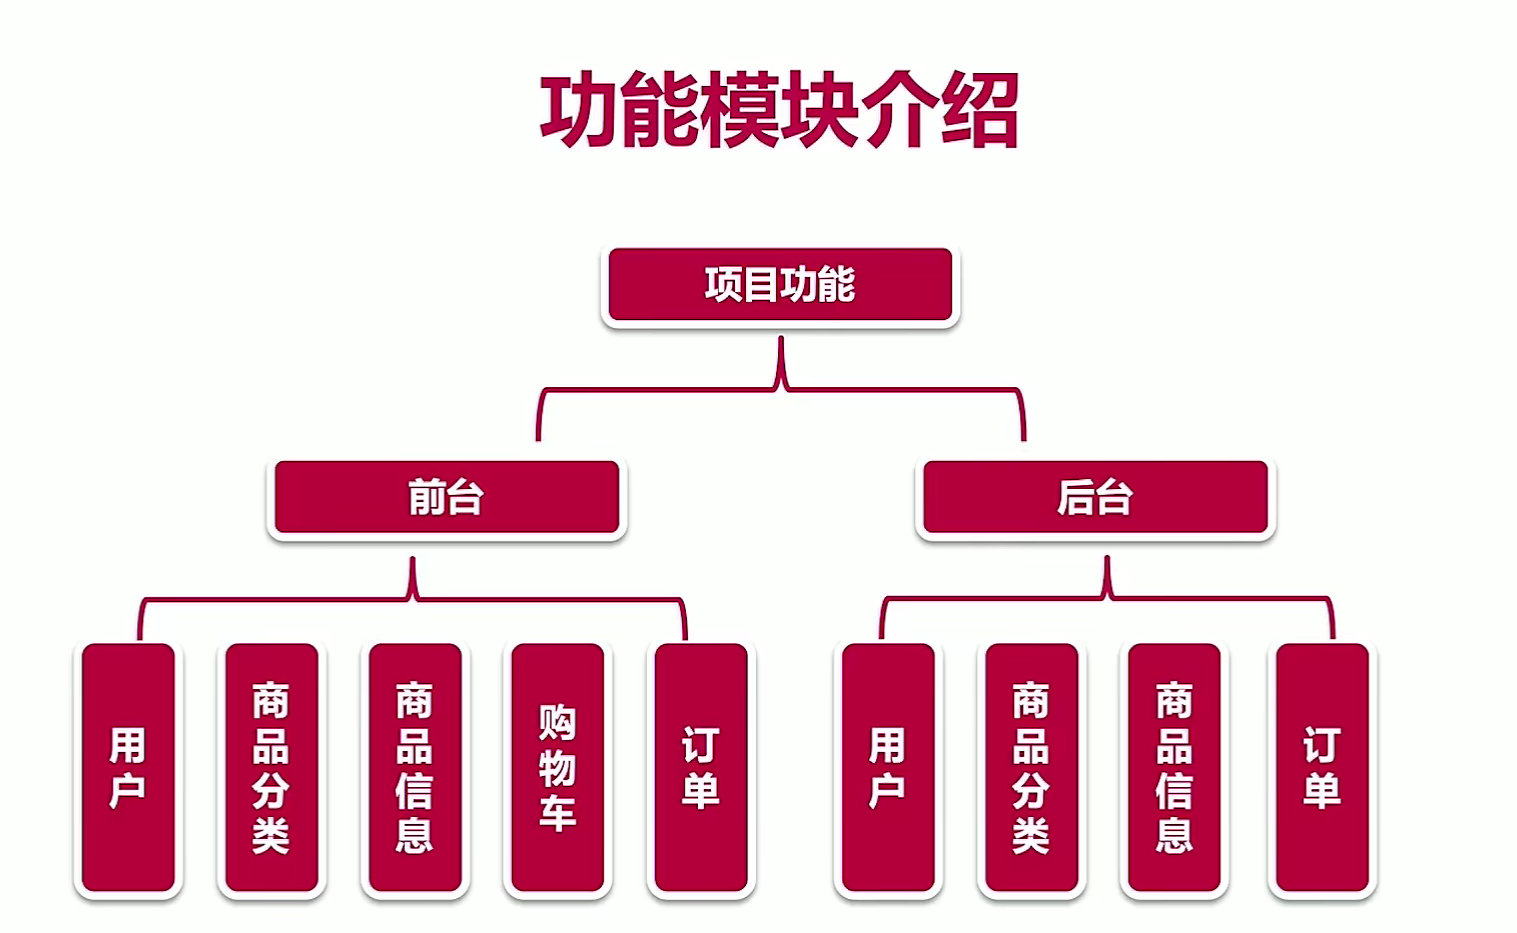 功能模块介绍
项目功能
前台
后台
用户
商品分类
商品信息
购物车
订单
用户
商品分类
商品信息
订单